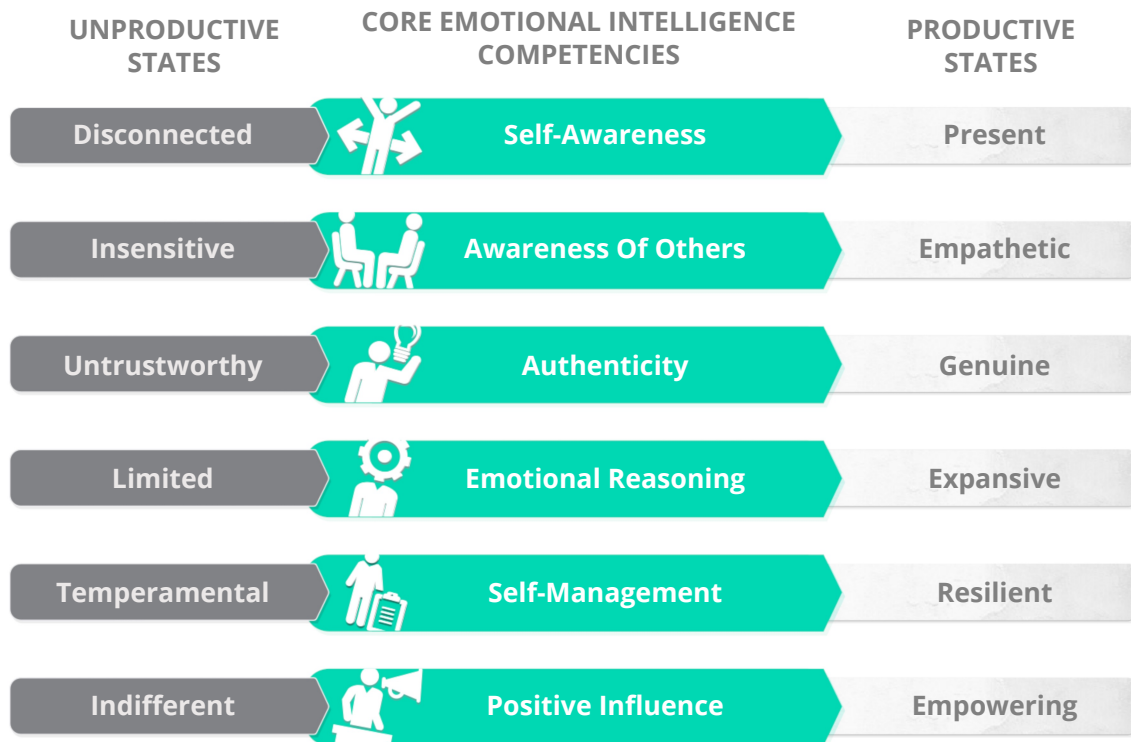 UNPRODUCTIVE
STATES
CORE EMOTIONAL INTELLIGENCE
COMPETENCIES
PRODUCTIVE
STATES
Disconnected
Self-Awareness
Present
Insensitive
Awareness Of Others
Empathetic
Untrustworthy
Authenticity
Genuine
Limited
Emotional Reasoning
Expansive
Temperamental
Self-Management
Resilient
Indifferent
Positive Influence
Empowering